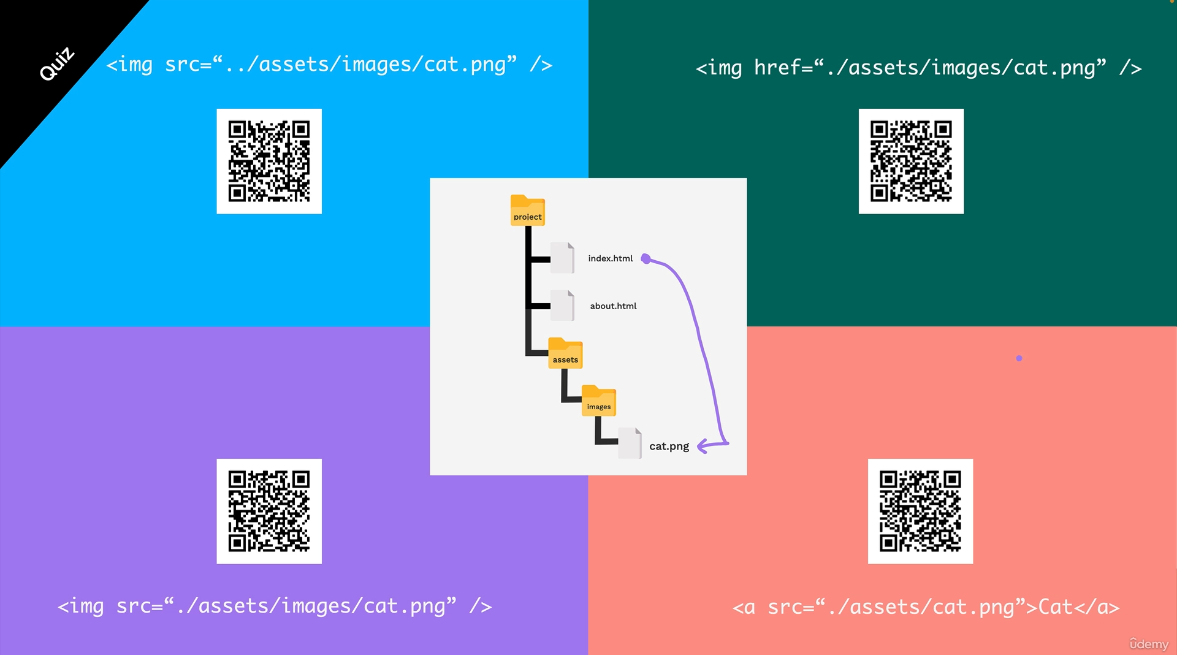 Quiz
<img src=“../assets/images/cat.png” />
<img href=“./assets/images/cat.png” />
project
index.html
about.html
assets
images
cat.png
<img src=“./assets/images/cat.png” />
<a src=“./assets/cat.png”>Cat</a>
ûdemy